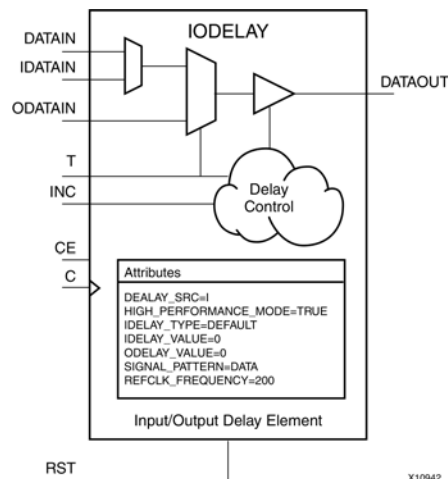 IODELAY
DATAIN
IDATAIN
ODATAIN
DATAOUT
T
INC
Delay
Control
CE
C
Attributes
DEALAY_SRC=I
HIGH_PERFORMANCE_MODE=TRUE
IDELAY_TYPE=DEFAULT
IDELAY_VALUE=0
ODELAY_VALUE=0
SIGNAL_PATTERN=DATA
REFCLK_FREQUENCY=200
Input/Output Delay Element
RST
X10942